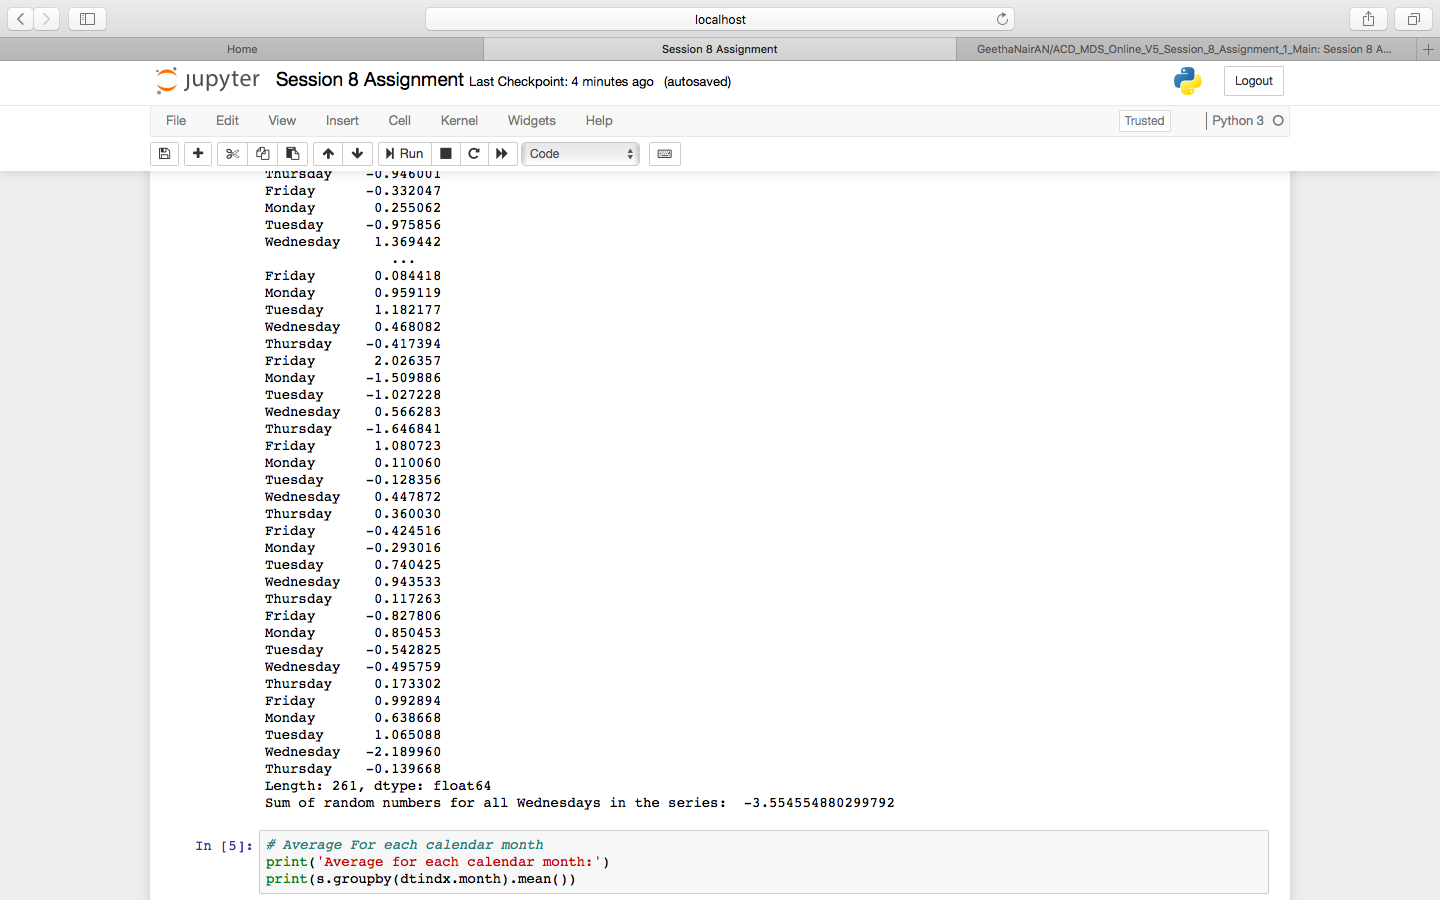 localhost
Home
Session 8 Assignment
GeethaNairAN/ACD_MDS_Online_V5_Session_8_Assignment_1_Main: Session 8 A...
jupyter Session 8 Assignment Last Checkpoint: 4 minutes ago (autosaved)
Logout
File Edit View Insert Cell Kernel Widgets Help
Trusted
Python 3
Run
Code
Thursday -0.946001
Friday -0.332047
Monday 0.255062
Tuesday -0.975856
Wednesday 1.369442
...
Friday 0.084418
Monday 0.959119
Tuesday 1.182177
Wednesday 0.468082
Thursday -0.417394
Friday 2.026357
Monday -1.509886
Tuesday -1.027228
Wednesday 0.566283
Thursday -1.646841
Friday 1.080723
Monday 0.110060
Tuesday -0.128356
Wednesday 0.447872
Thursday 0.360030
Friday -0.424516
Monday -0.293016
Tuesday 0.740425
Wednesday 0.943533
Thursday 0.117263
Friday -0.827806
Monday 0.850453
Tuesday -0.542825
Wednesday -0.495759
Thursday 0.173302
Friday 0.992894
Monday 0.638668
Tuesday 1.065088
Wednesday -2.189960
Thursday -0.139668
Length: 261, dtype: float64
Sum of random numbers for all Wednesdays in the series: -3.554554880299792
In [5]: # Average For each calendar month
print('Average for each calendar month:')
print(s.groupby(dtindx.month).mean())